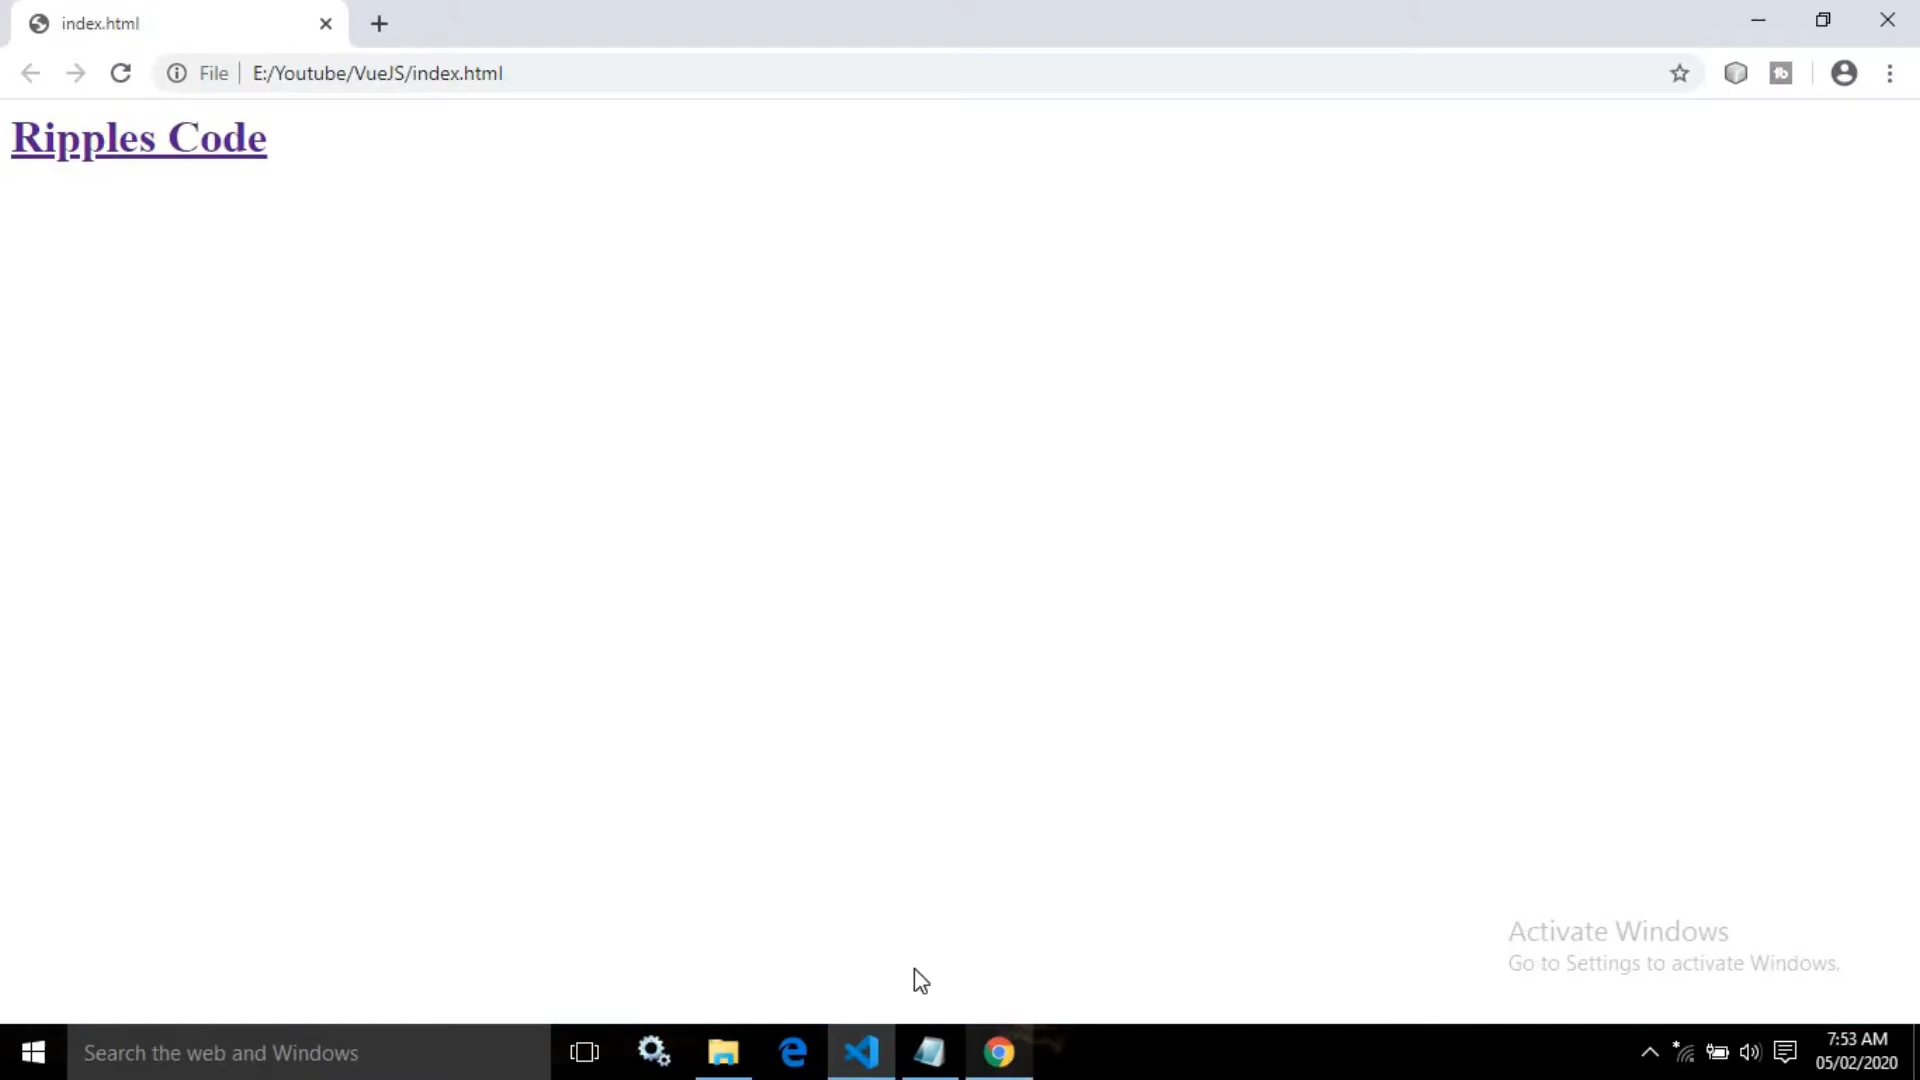 index.html
File
E:/Youtube/VueJS/index.html
Ripples Code
Activate Windows
Go to Settings to activate Windows.
Search the web and Windows
7:53 AM
05/02/2020